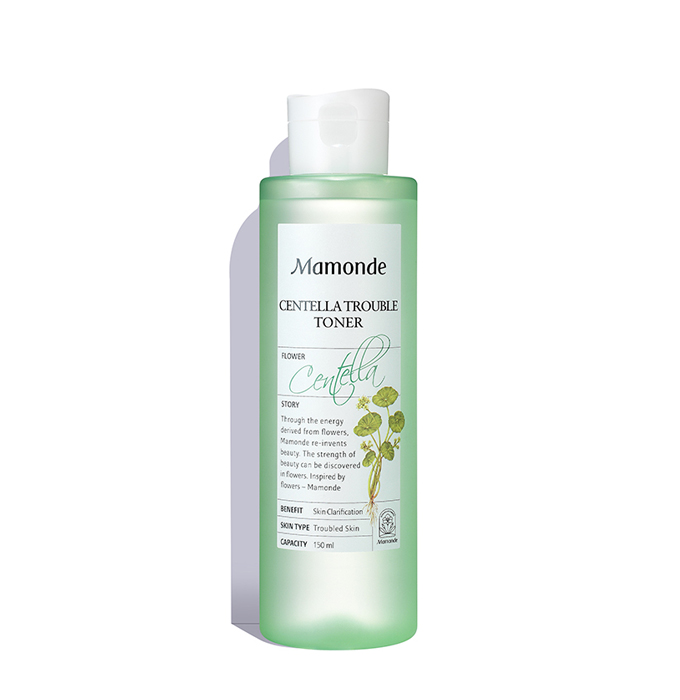 Mamonde
CENTELLA TROUBLE
TONER
FLOWER
Centella
STORY
Through the energy
derived from flowers,
Mamonde re-invents
beauty. The strength of
beauty can be discovered
in flowers. Inspired by
flowers – Mamonde
BENEFIT Skin Clarification
SKIN TYPE Troubled Skin
CAPACITY 150 ml
Mamonde